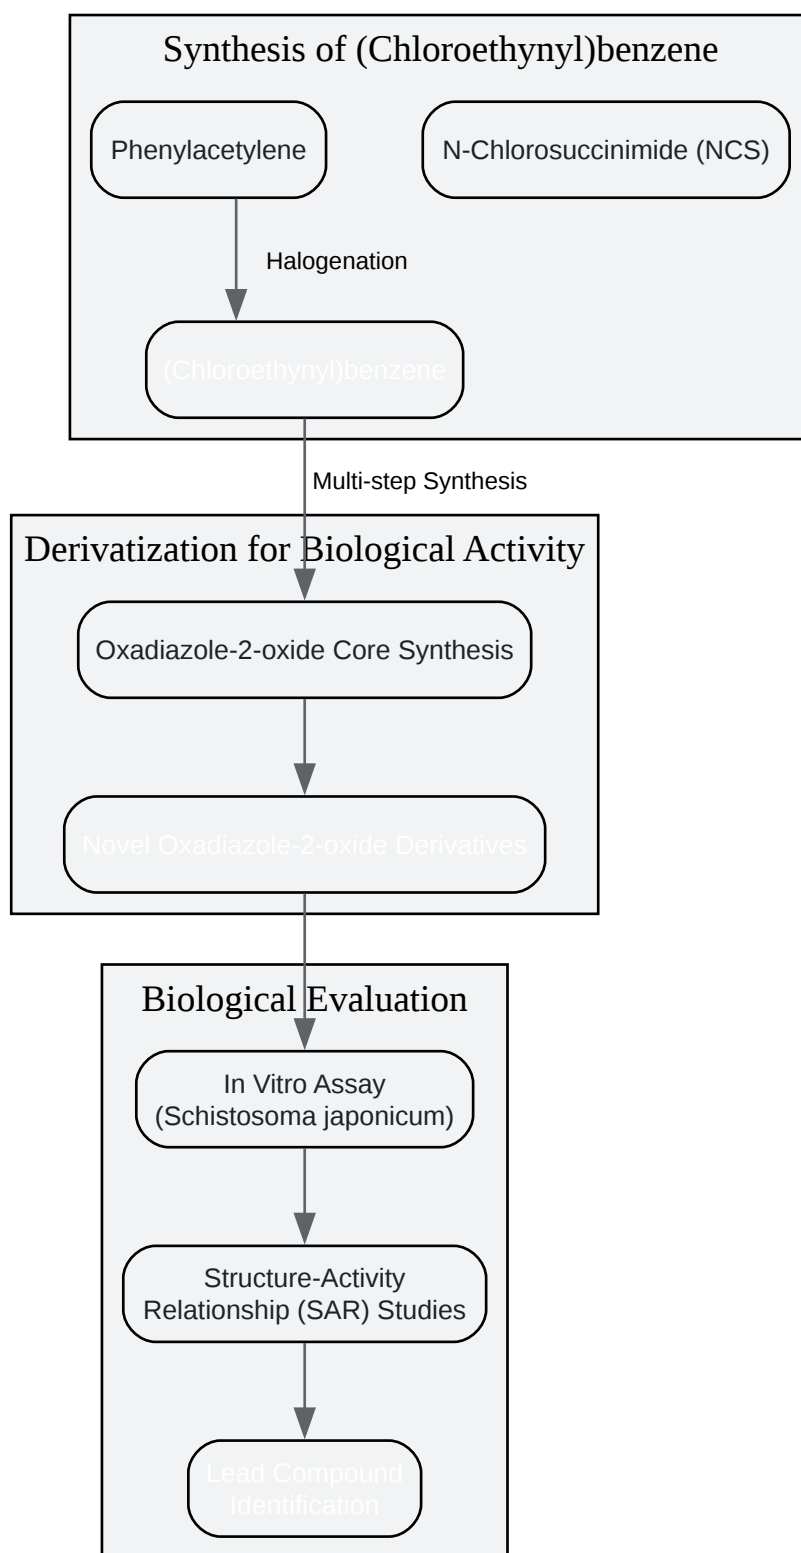 Synthesis of (Chloroethynyl)benzene
Phenylacetylene
N-Chlorosuccinimide (NCS)
Halogenation
(Chloroethynyl)benzene
Multi-step Synthesis
Derivatization for Biological Activity
Oxadiazole-2-oxide Core Synthesis
Novel Oxadiazole-2-oxide Derivatives
Biological Evaluation
In Vitro Assay
(Schistosoma japonicum)
Structure-Activity
Relationship (SAR) Studies
Lead Compound
Identification